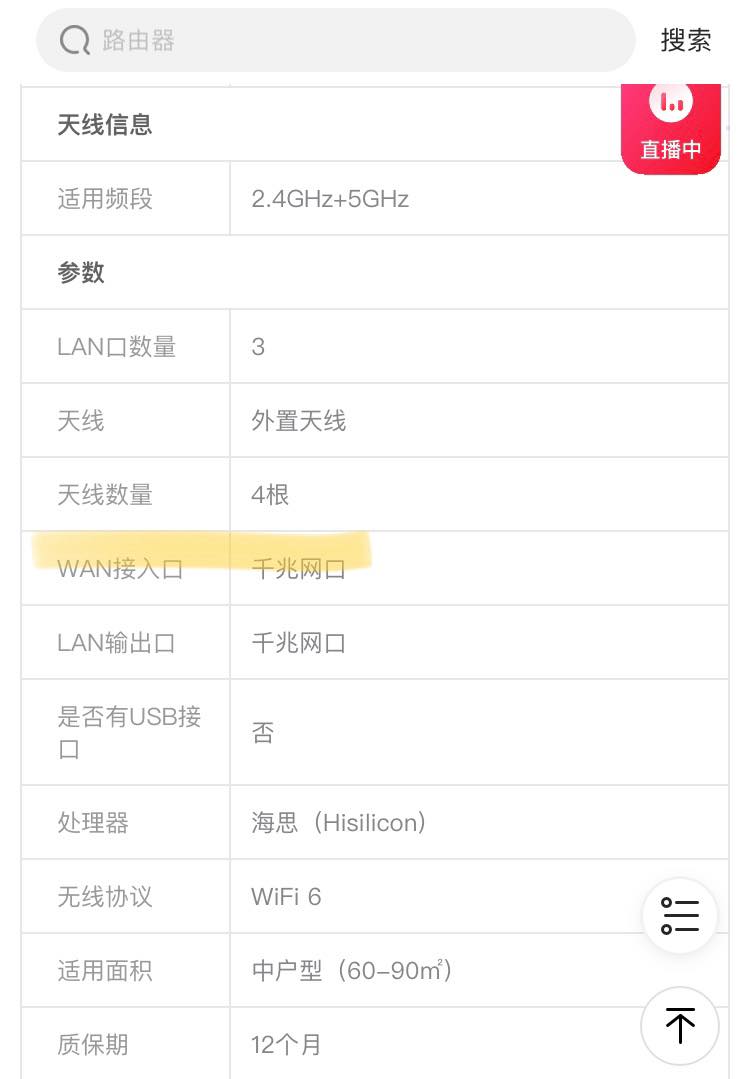 路由器 搜索
天线信息
直播中
适用频段 2.4GHz+5GHz
参数
LAN口数量 3
天线 外置天线
天线数量 4根
WAN接入口 千兆网口
LAN输出口 千兆网口
是否有USB接
口
否
处理器 海思（Hisilicon）
无线协议 WiFi 6
适用面积 中户型（60–90㎡）
质保期 12个月